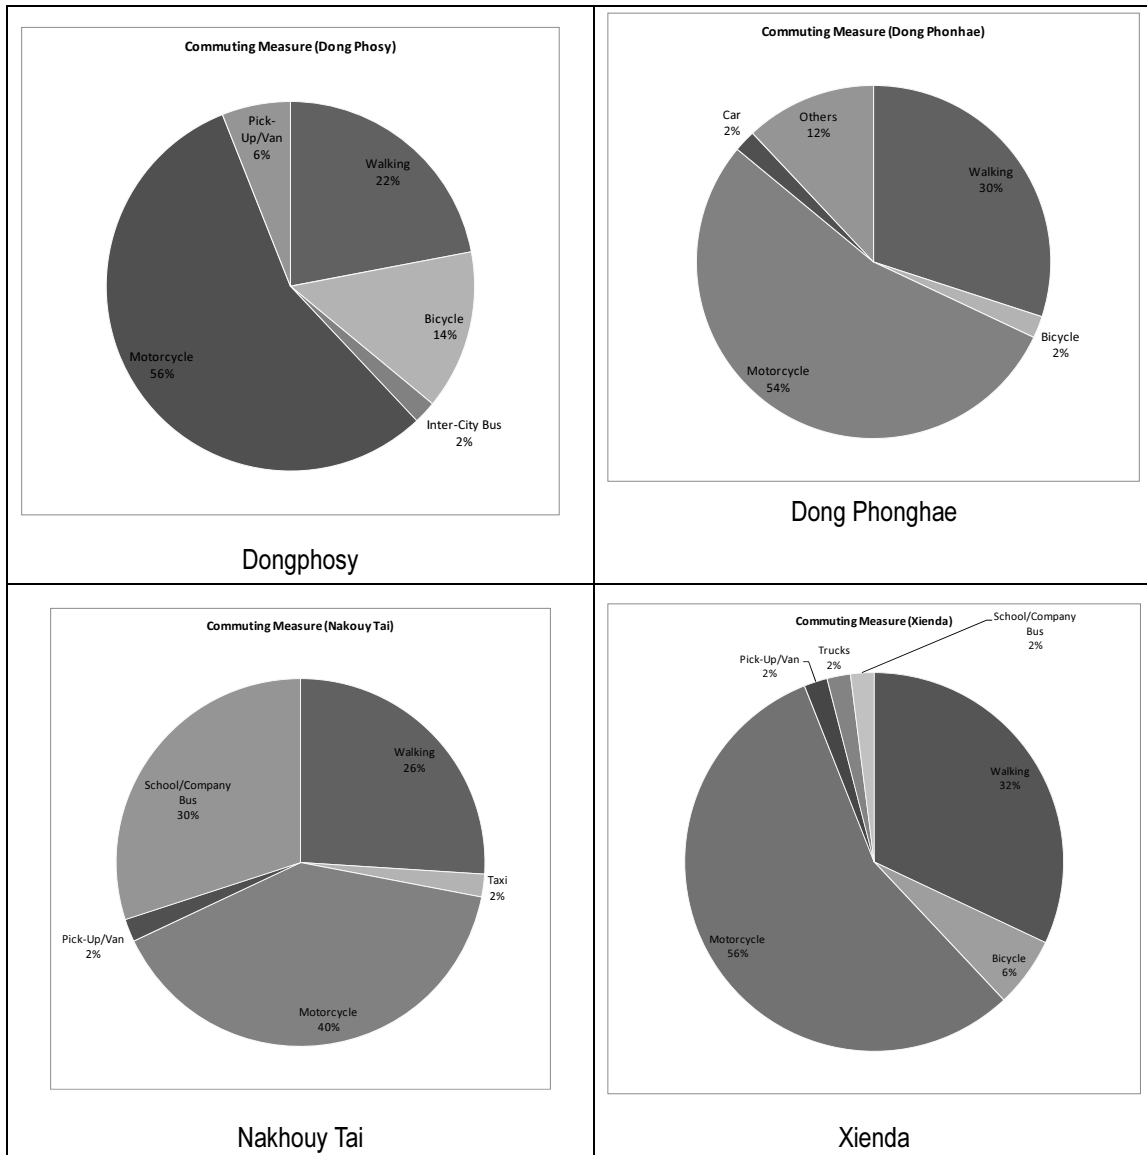 Commuting Measure (Dong Phosy)
Pick-
Up/Van
6%
Walking
22%
Bicycle
14%
Inter-City Bus
2%
Motorcycle
56%
Dongphosy
Commuting Measure (Dong Phonhae)
Car
2%
Others
12%
Walking
30%
Bicycle
2%
Motorcycle
54%
Dong Phonghae
Commuting Measure (Nakouy Tai)
Walking
26%
School/Company
Bus
30%
Taxi
2%
Pick-Up/Van
2%
Motorcycle
40%
Nakhouy Tai
Commuting Measure (Xienda)
School/Company
Bus
2%
Trucks
2%
Pick-Up/Van
2%
Walking
32%
Motorcycle
56%
Bicycle
6%
Xienda